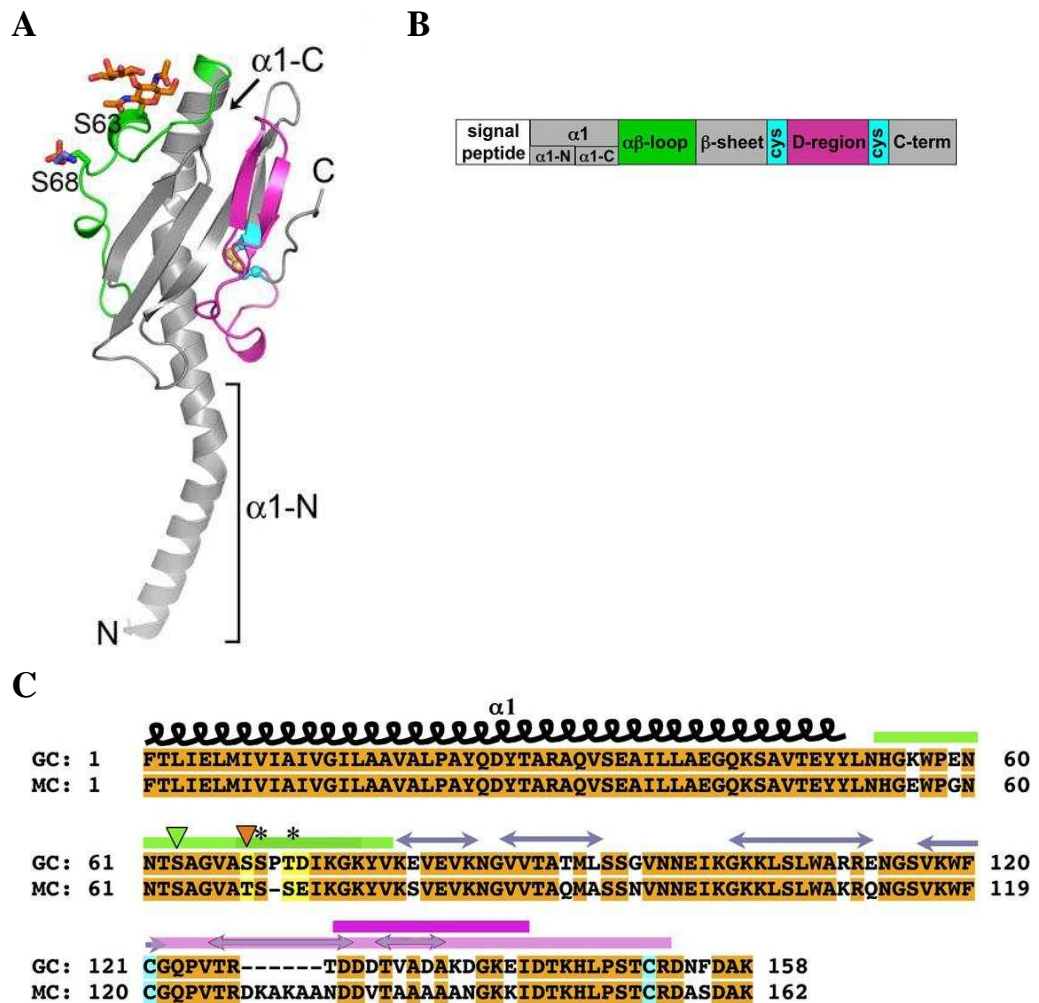 A
B
α1-C
S63
S68
C
α1-N
N
signal peptide
α1
α1-N
α1-C
αβ-loop
β-sheet
cys
D-region
cys
C-term
C
α1
GC: 1 FTLIELMIVIAIVGILAAVALPAYQDYTARAQVSEAILLAEGQKSAVTEYYLNHGKWPEN 60
MC: 1 FTLIELMIVIAIVGILAAVALPAYQDYTARAQVSEAILLAEGQKSAVTEYYLNHGEWPGN 60
* *
GC: 61 NTSAGVASSPTDIKGKYVKEVEVKNGVVTATMLSSGVNNEIKGKKLSLWARRENGSVKWF 120
MC: 61 NTSAGVATS-SEIKGKYVKSVEVKNGVVTAQMASSNVNNEIKGKKLSLWAKRQNGSVKWF 119
GC: 121 CGQPVTR------TDDDTVADAKDGKEIDTKHLPSTCRDNFDAK 158
MC: 120 CGQPVTRDKAKAANDDVTAAAAANGKKIDTKHLPSTCRDASDAK 162